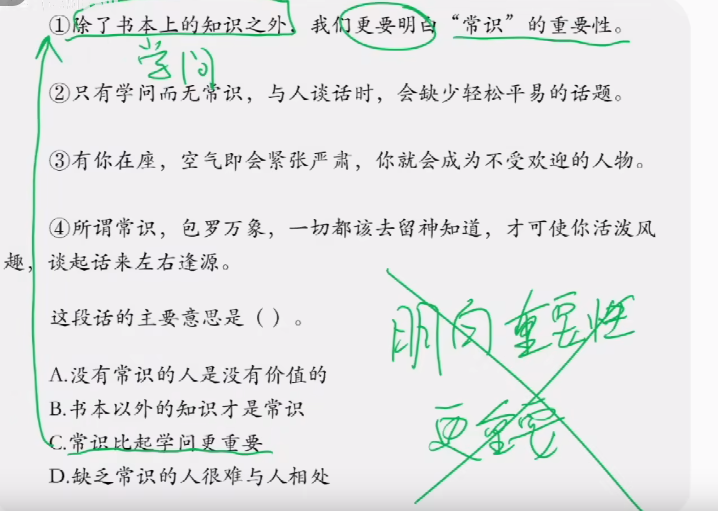 ①除了书本上的知识之外，我们更要明白“常识”的重要性。
学问
②只有学问而无常识，与人谈话时，会缺少轻松平易的话题。
③有你在座，空气即会紧张严肃，你就会成为不受欢迎的人物。
④所谓常识，包罗万象，一切都该去留神知道，才可使你活泼风
趣，谈起话来左右逢源。
明白 重要性
这段话的主要意思是（ ）。
A.没有常识的人是没有价值的
B.书本以外的知识才是常识
更重要
C.常识比起学问更重要
D.缺乏常识的人很难与人相处